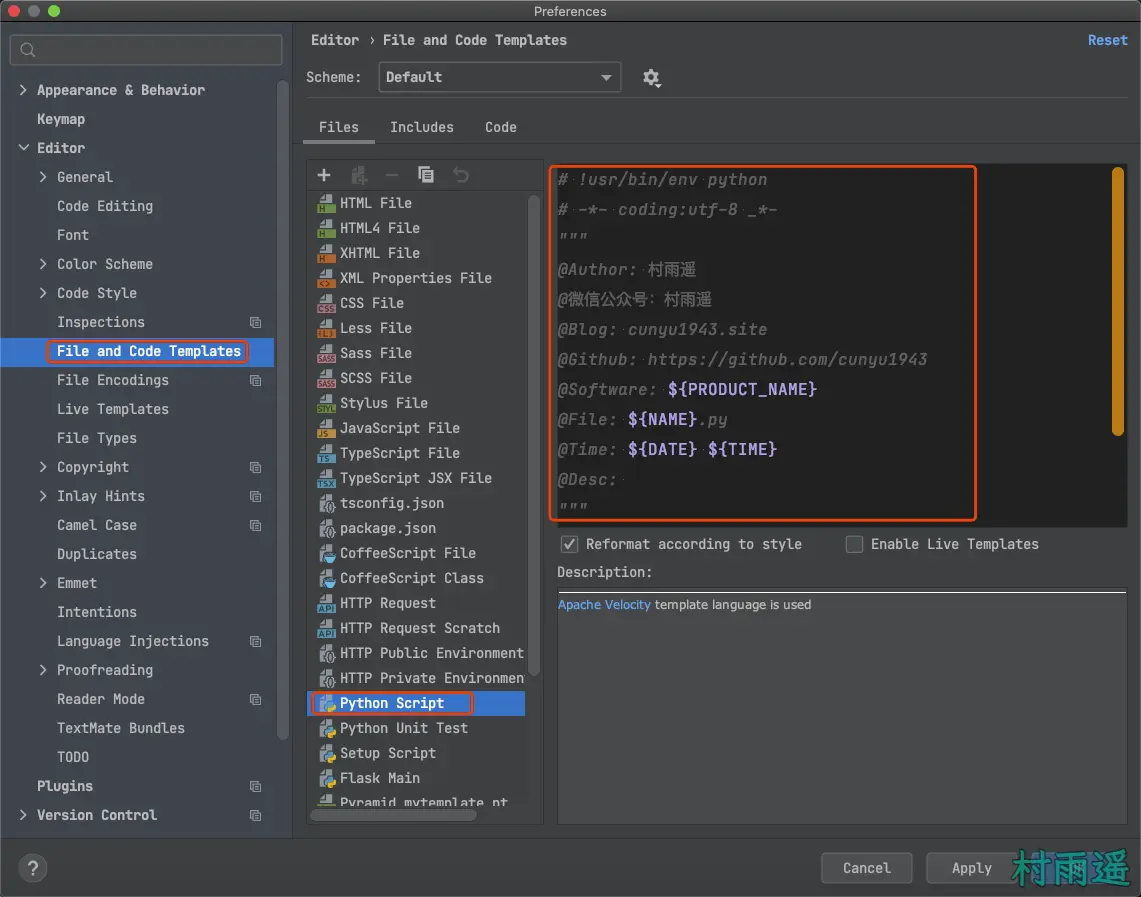 Preferences
Editor › File and Code Templates
Reset
Scheme: Default
Files Includes Code
Appearance & Behavior
Keymap
Editor
General
Code Editing
Font
Color Scheme
Code Style
Inspections
File and Code Templates
File Encodings
Live Templates
File Types
Copyright
Inlay Hints
Camel Case
Duplicates
Emmet
Intentions
Language Injections
Proofreading
Reader Mode
TextMate Bundles
TODO
Plugins
Version Control
HTML File
HTML4 File
XHTML File
XML Properties File
CSS File
Less File
Sass File
SCSS File
Stylus File
JavaScript File
TypeScript File
TypeScript JSX File
tsconfig.json
package.json
CoffeeScript File
CoffeeScript Class
HTTP Request
HTTP Request Scratch
HTTP Public Environment
HTTP Private Environmen
Python Script
Python Unit Test
Setup Script
Flask Main
Pyramid mytemplate pt
# !usr/bin/env python
# -*- coding:utf-8 _*-
"""
@Author: 村雨遥
@微信公众号: 村雨遥
@Blog: cunyu1943.site
@Github: https://github.com/cunyu1943
@Software: ${PRODUCT_NAME}
@File: ${NAME}.py
@Time: ${DATE} ${TIME}
@Desc:
"""
Reformat according to style
Enable Live Templates
Description:
Apache Velocity template language is used
?
Cancel
Apply
村雨遥